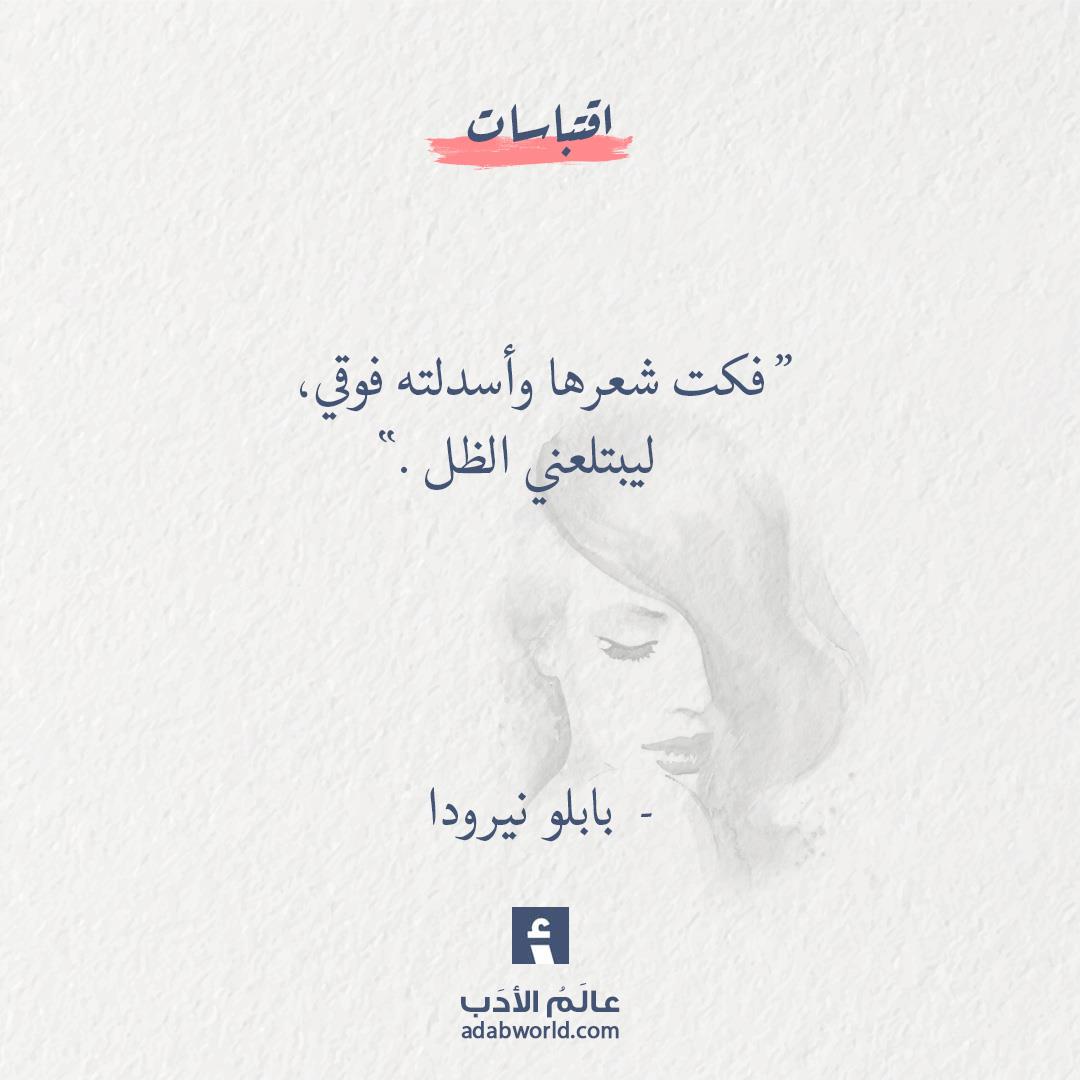 اقتباسات
”فكت شعرها وأسدلته فوقي،
ليبتلعني الظل .“
- بابلو نيرودا
أ
عالَمُ الأدَب
adabworld.com